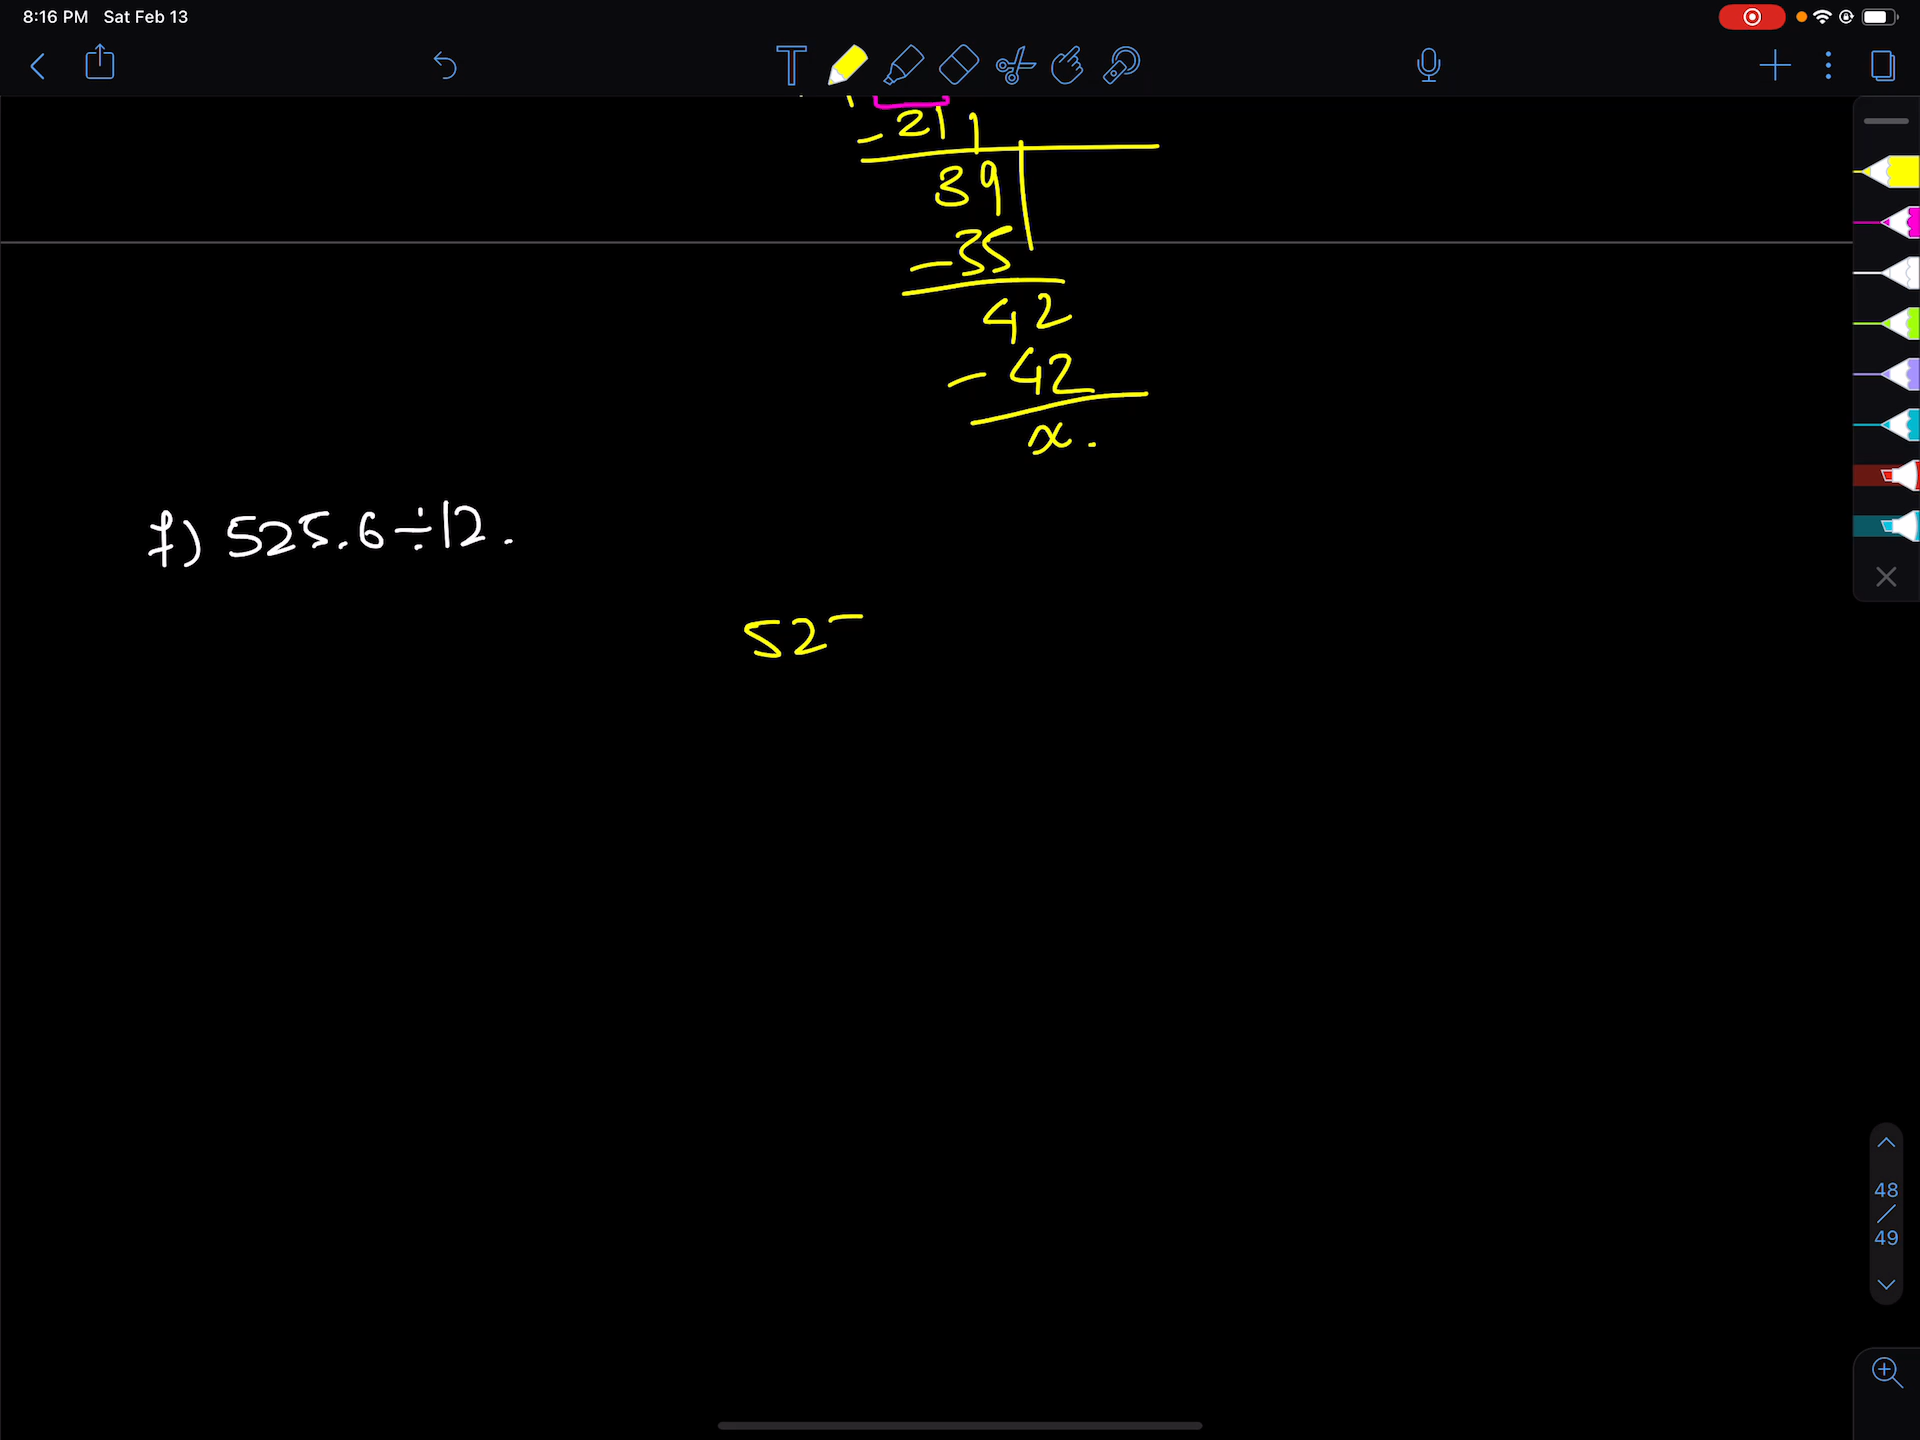 8:16 PM Sat Feb 13
T
- 21
39
- 35
42
- 42
x.
f) 525.6 ÷ 12.
52
48
49